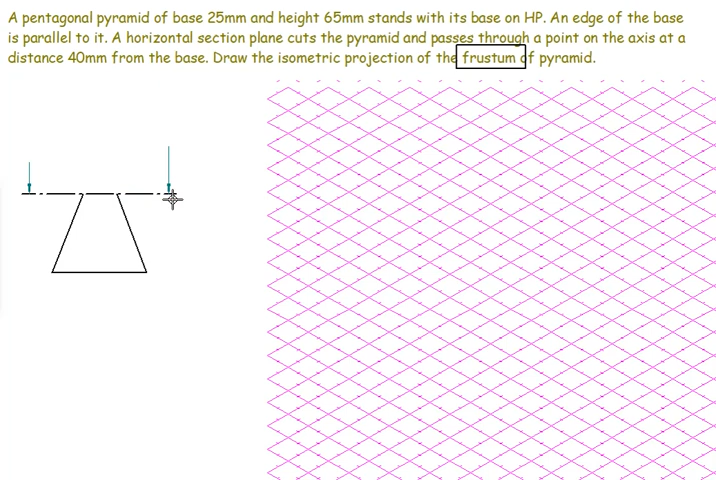 A pentagonal pyramid of base 25mm and height 65mm stands with its base on HP. An edge of the base
is parallel to it. A horizontal section plane cuts the pyramid and passes through a point on the axis at a
distance 40mm from the base. Draw the isometric projection of the frustum of pyramid.